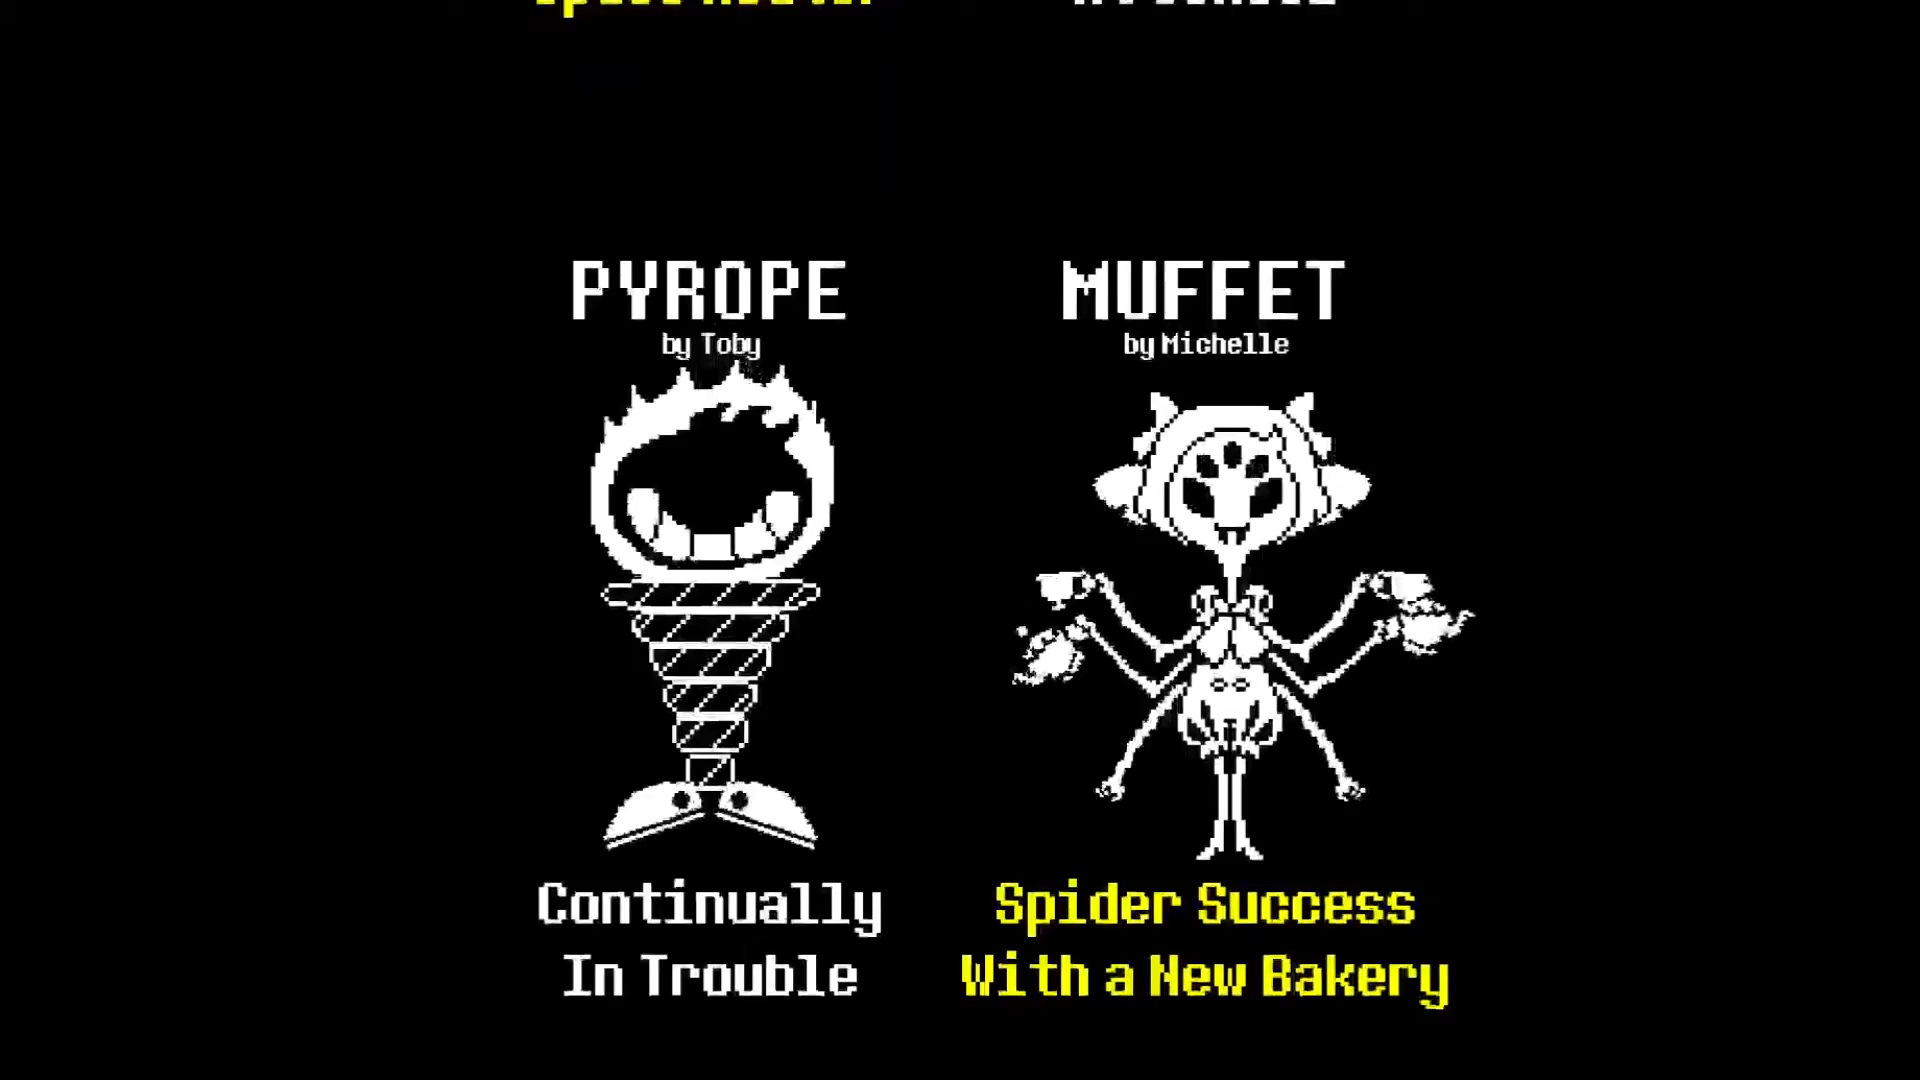 PYROPE
by Toby
MUFFET
by Michelle
Continually
In Trouble
Spider Success
With a New Bakery